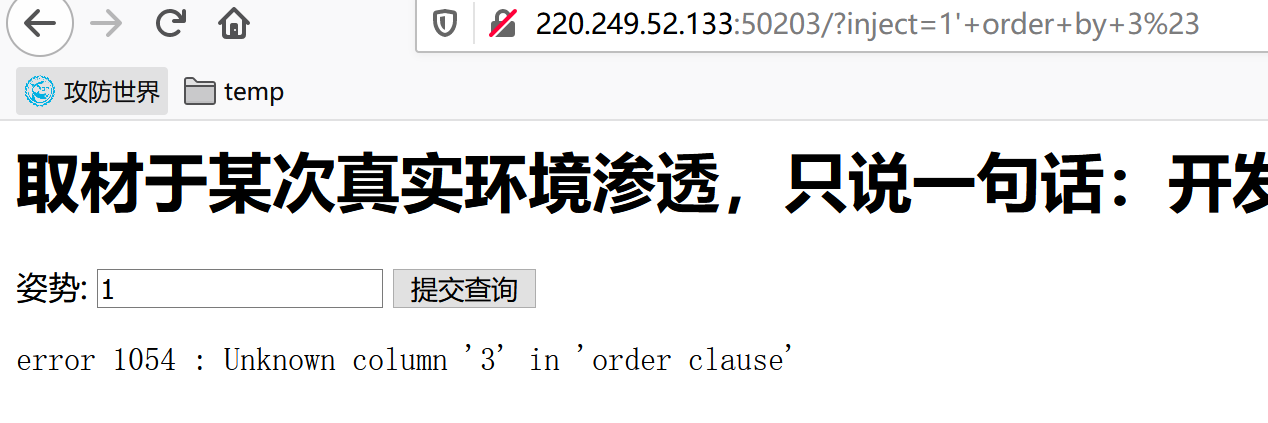 220.249.52.133:50203/?inject=1'+order+by+3%23
攻防世界 temp
取材于某次真实环境渗透，只说一句话：开发
姿势: 1 提交查询
error 1054 : Unknown column '3' in 'order clause'